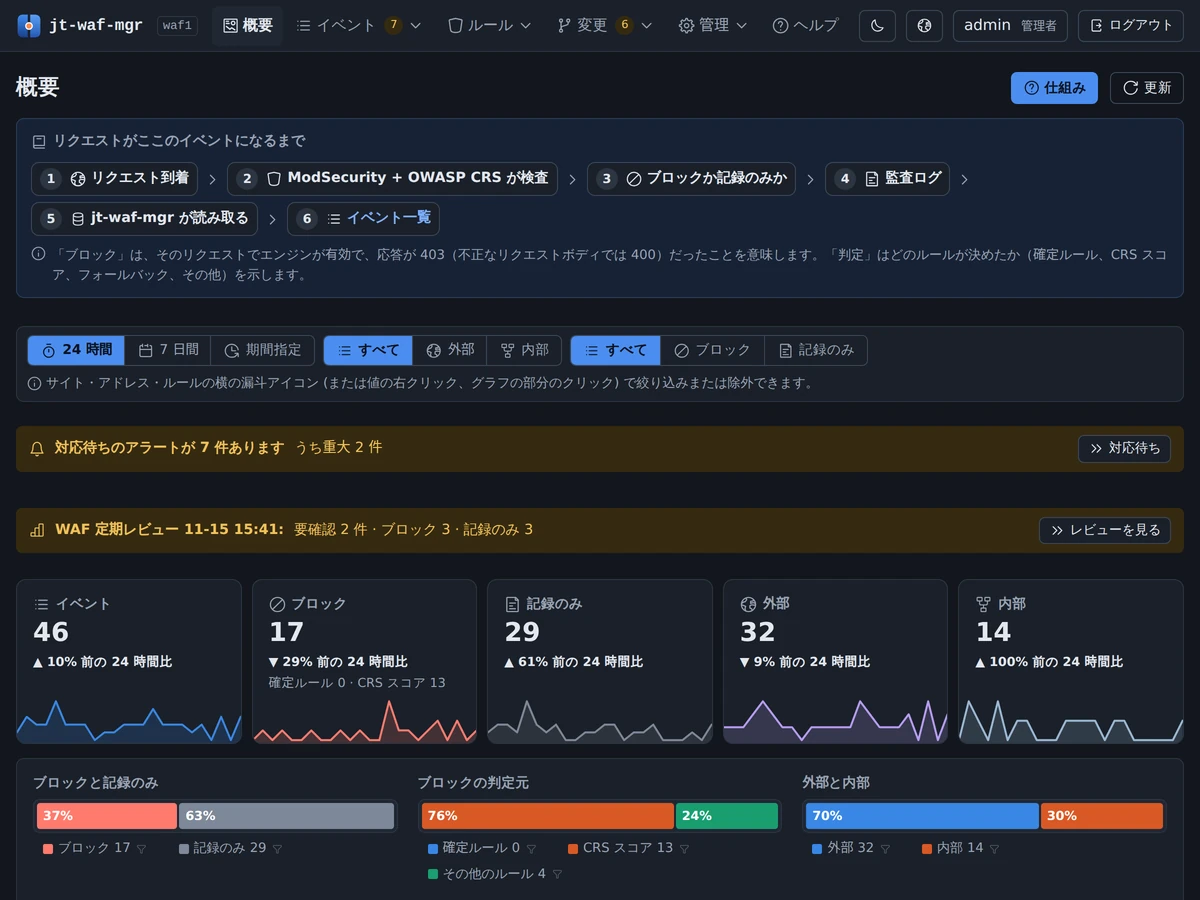 jt-waf-mgr waf1 概要 イベント 7 ルール 変更 6 管理 ヘルプ admin 管理者 ログアウト
概要 仕組み 更新
リクエストがここのイベントになるまで
1 リクエスト到着 2 ModSecurity + OWASP CRS が検査 3 ブロックか記録のみか 4 監査ログ
5 jt-waf-mgr が読み取る 6 イベント一覧
「ブロック」は、そのリクエストでエンジンが有効で、応答が 403（不正なリクエストボディでは 400）だったことを意味します。「判定」はどのルールが決めたか（確定ルール、CRS スコ
ア、フォールバック、その他）を示します。
24 時間 7 日間 期間指定 すべて 外部 内部 すべて ブロック 記録のみ
サイト・アドレス・ルールの横の漏斗アイコン (または値の右クリック、グラフの部分のクリック) で絞り込みまたは除外できます。
対応待ちのアラートが 7 件あります うち重大 2 件 対応待ち
WAF 定期レビュー 11-15 15:41: 要確認 2 件 · ブロック 3 · 記録のみ 3 レビューを見る
イベント ブロック 記録のみ 外部 内部
46 17 29 32 14
▲ 10% 前の 24 時間比 ▼ 29% 前の 24 時間比 ▲ 61% 前の 24 時間比 ▼ 9% 前の 24 時間比 ▲ 100% 前の 24 時間比
確定ルール 0 · CRS スコア 13
ブロックと記録のみ ブロックの判定元 外部と内部
37% 63% 76% 24% 70% 30%
ブロック 17 記録のみ 29 確定ルール 0 CRS スコア 13 外部 32 内部 14
その他のルール 4